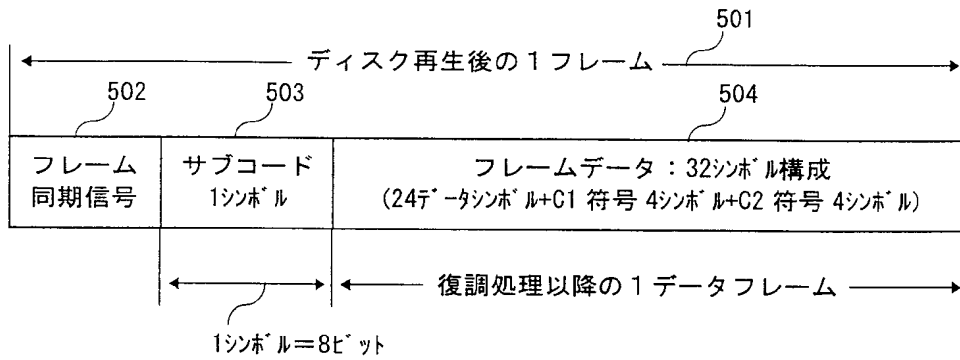 501
ディスク再生後の1フレーム
502
503
504
フレーム
同期信号
サブコード
1シンボル
フレームデータ：32シンボル構成
(24データシンボル+C1 符号 4シンボル+C2 符号 4シンボル)
復調処理以降の1データフレーム
1シンボル＝8ビット